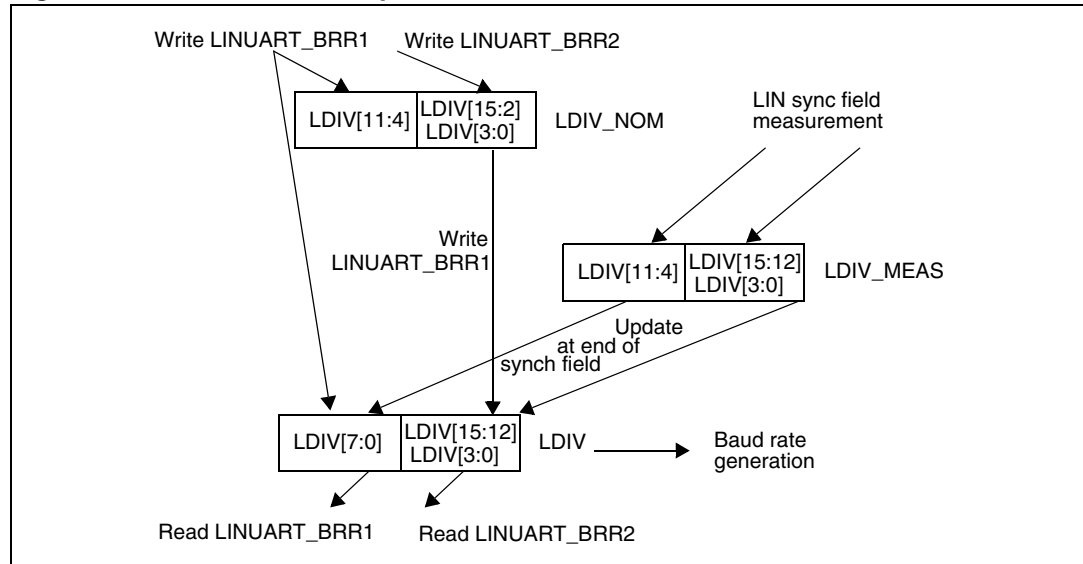 Write LINUART_BRR1
Write LINUART_BRR2
LDIV[11:4]
LDIV[15:2]
LDIV[3:0]
LDIV_NOM
LIN sync field
measurement
Write
LINUART_BRR1
LDIV[11:4]
LDIV[15:12]
LDIV[3:0]
LDIV_MEAS
Update
at end of
synch field
LDIV[7:0]
LDIV[15:12]
LDIV[3:0]
LDIV
Baud rate
generation
Read LINUART_BRR1
Read LINUART_BRR2